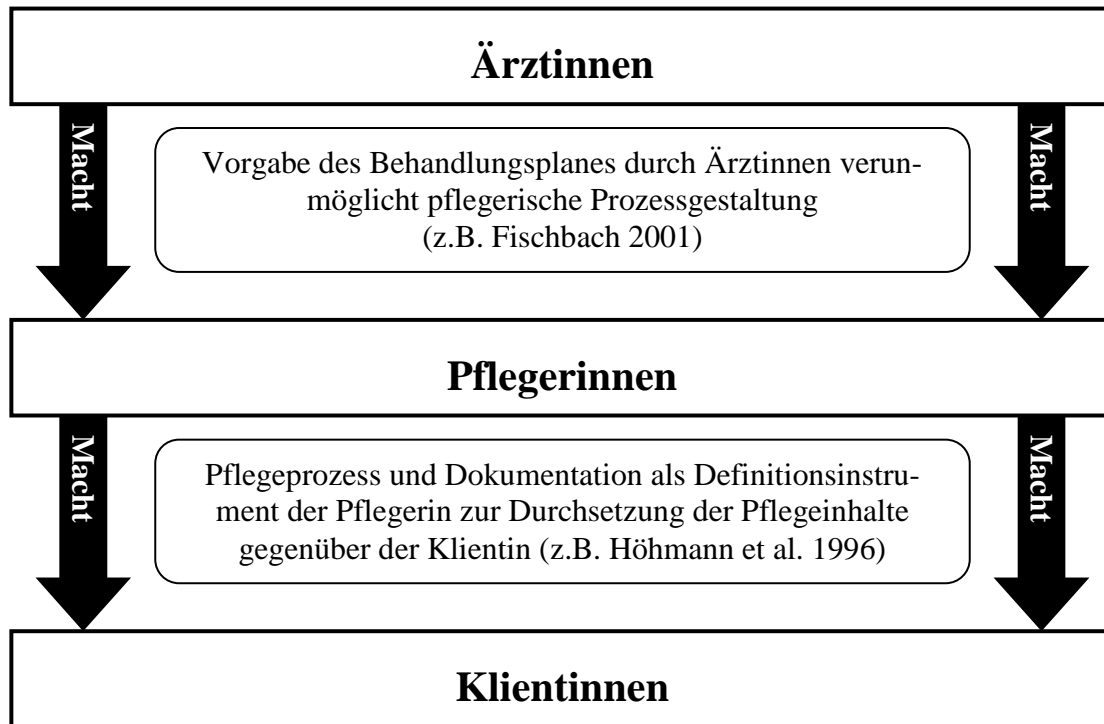 Ärztinnen
Macht
Macht
Vorgabe des Behandlungsplanes durch Ärztinnen verun-
möglicht pflegerische Prozessgestaltung
(z.B. Fischbach 2001)
Pflegerinnen
Macht
Macht
Pflegeprozess und Dokumentation als Definitionsinstru-
ment der Pflegerin zur Durchsetzung der Pflegeinhalte
gegenüber der Klientin (z.B. Höhmann et al. 1996)
Klientinnen